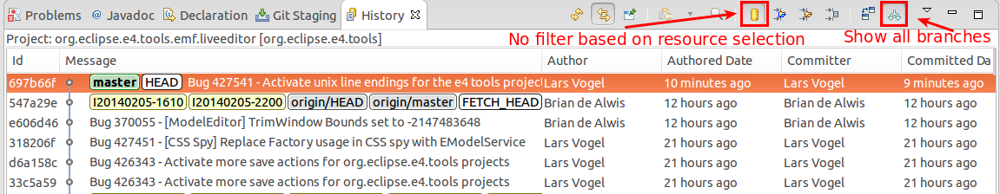 Problems @ Javadoc Declaration Git Staging History
Project: org.eclipse.e4.tools.emf.liveeditor [org.eclipse.e4.tools]
No filter based on resource selection Show all branches
Id Message Author Authored Date Committer Committed Da
697b66f master HEAD Bug 427541 - Activate unix line endings for the e4 tools project Lars Vogel 10 minutes ago Lars Vogel 9 minutes ago
547a29e I20140205-1610 I20140205-2200 origin/HEAD origin/master FETCH_HEAD Brian de Alwis 12 hours ago Brian de Alwis 12 hours ago
e606d46 Bug 370055 - [ModelEditor] TrimWindow Bounds set to -2147483648 Brian de Alwis 12 hours ago Brian de Alwis 12 hours ago
318206f Bug 427451 - [CSS Spy] Replace Factory usage in CSS spy with EModelService Lars Vogel 21 hours ago Lars Vogel 21 hours ago
d6a158c Bug 426343 - Activate more save actions for org.eclipse.e4.tools projects Lars Vogel 21 hours ago Lars Vogel 21 hours ago
33c5a59 Bug 426343 - Activate more save actions for org.eclipse.e4.tools projects Lars Vogel 21 hours ago Lars Vogel 21 hours ago